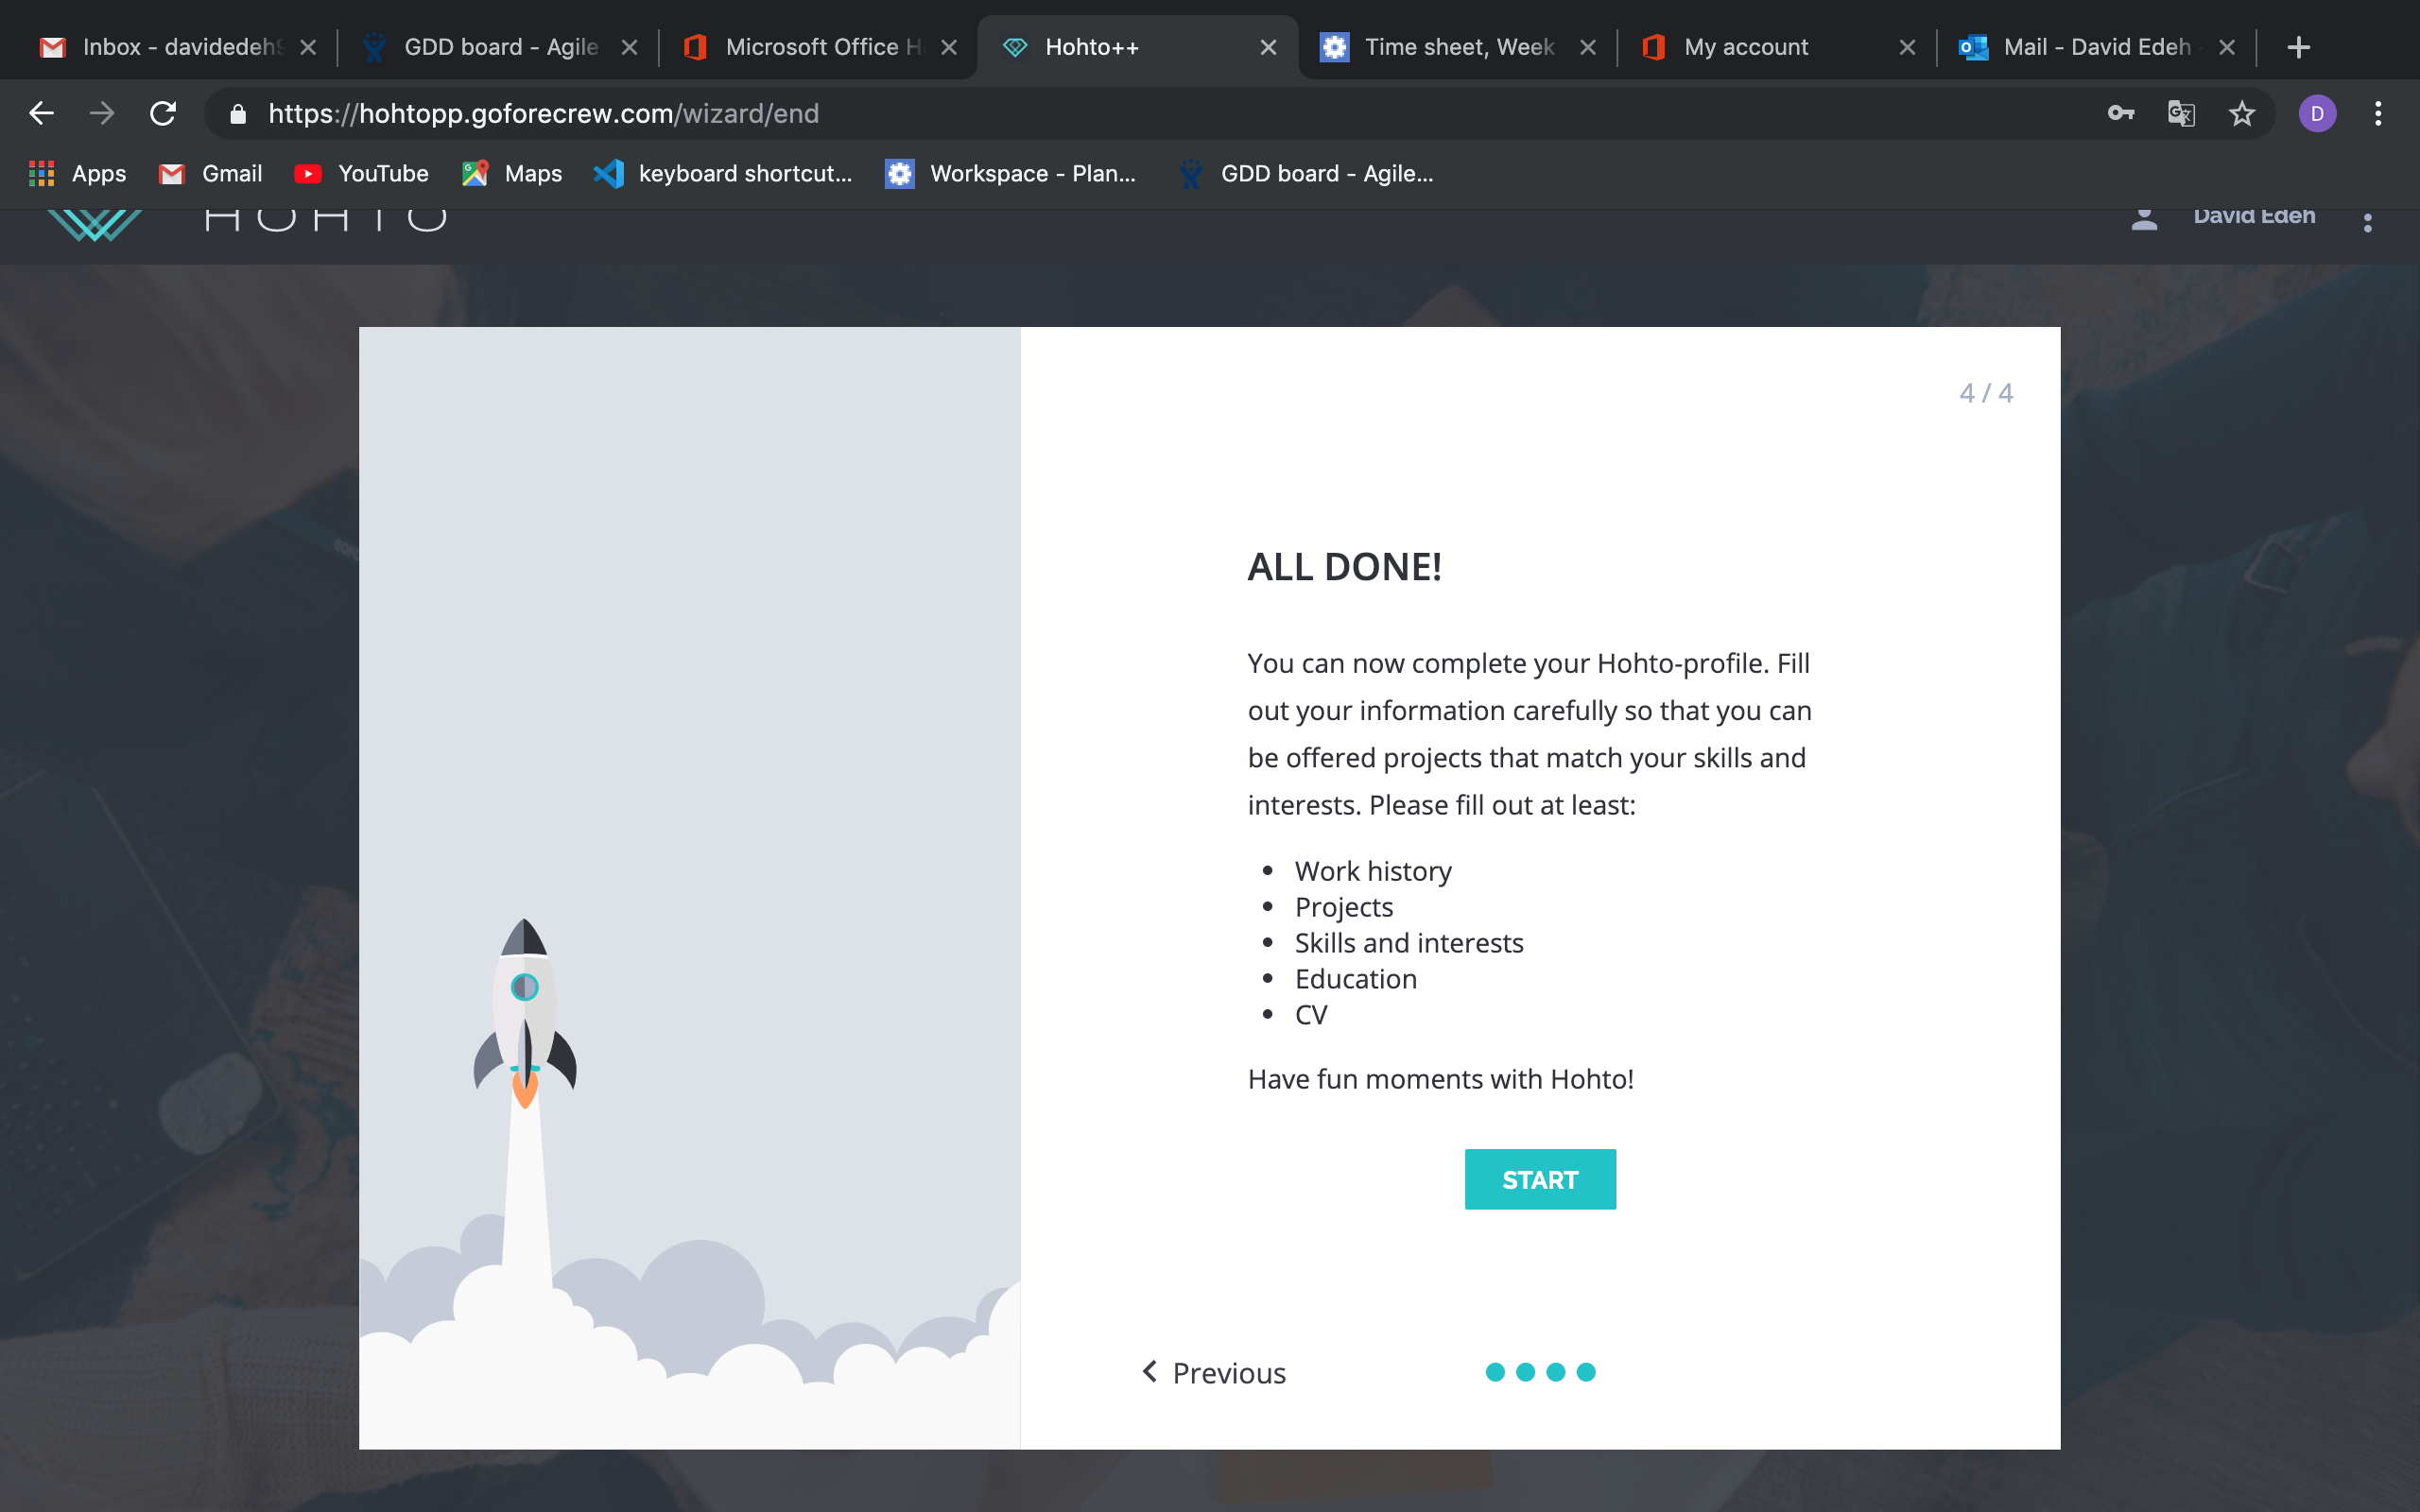 Inbox - davidedeh
GDD board - Agile
Microsoft Office H
Hohto++
Time sheet, Week
My account
Mail - David Edeh
https://hohtopp.goforecrew.com/wizard/end
D
Apps
Gmail
YouTube
Maps
keyboard shortcut...
Workspace - Plan...
GDD board - Agile...
HOHTO
David Edeh
4 / 4
ALL DONE!
You can now complete your Hohto-profile. Fill
out your information carefully so that you can
be offered projects that match your skills and
interests. Please fill out at least:
• Work history
• Projects
• Skills and interests
• Education
• CV
Have fun moments with Hohto!
START
Previous